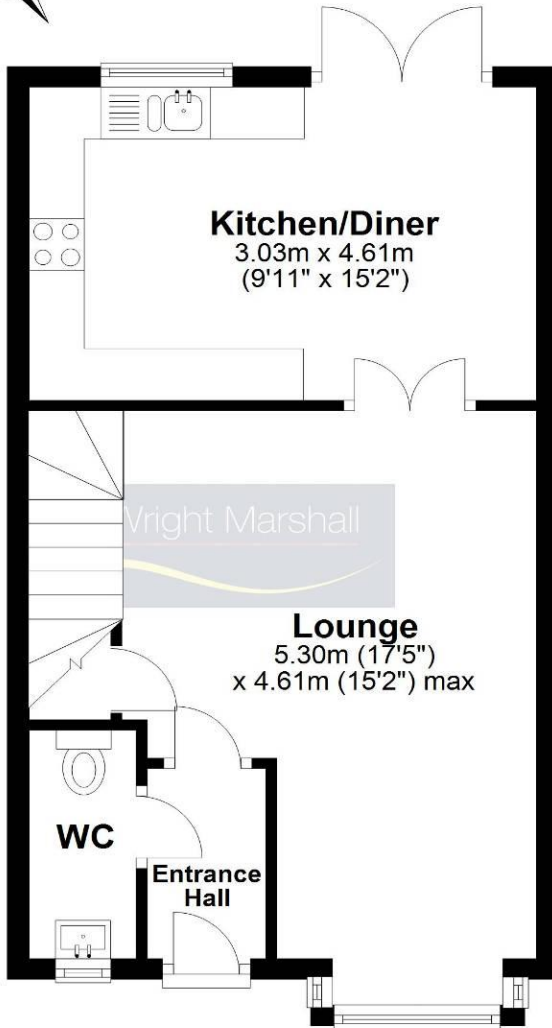 Kitchen/Diner
3.03m x 4.61m
(9'11" x 15'2")
Wright Marshall
Lounge
5.30m (17'5")
x 4.61m (15'2") max
WC
Entrance
Hall